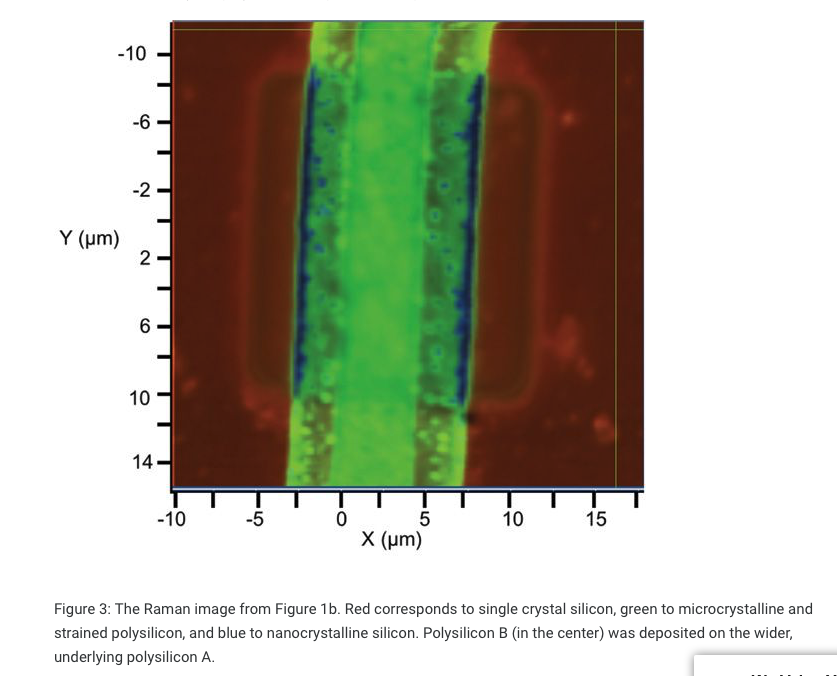 -10
-6
-2
Y (µm)
2
6
10
14
-10 -5 0 5 10 15
X (µm)
Figure 3: The Raman image from Figure 1b. Red corresponds to single crystal silicon, green to microcrystalline and
strained polysilicon, and blue to nanocrystalline silicon. Polysilicon B (in the center) was deposited on the wider,
underlying polysilicon A.